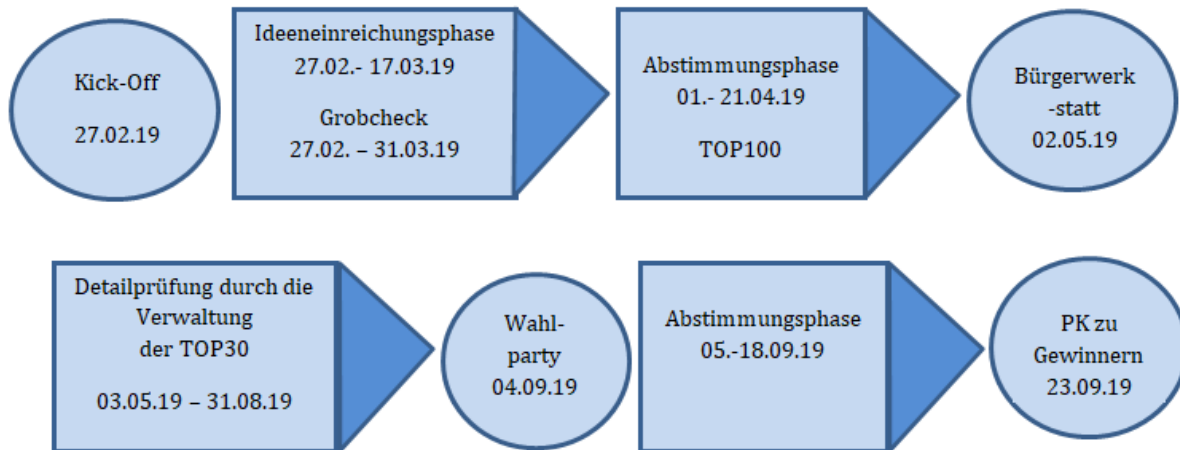 Kick-Off
27.02.19
Ideeneinreichungsphase
27.02.- 17.03.19
Grobcheck
27.02. – 31.03.19
Abstimmungsphase
01.- 21.04.19
TOP100
Bürgerwerk
-statt
02.05.19
Detailprüfung durch die
Verwaltung
der TOP30
03.05.19 – 31.08.19
Wahl-
party
04.09.19
Abstimmungsphase
05.-18.09.19
PK zu
Gewinnern
23.09.19